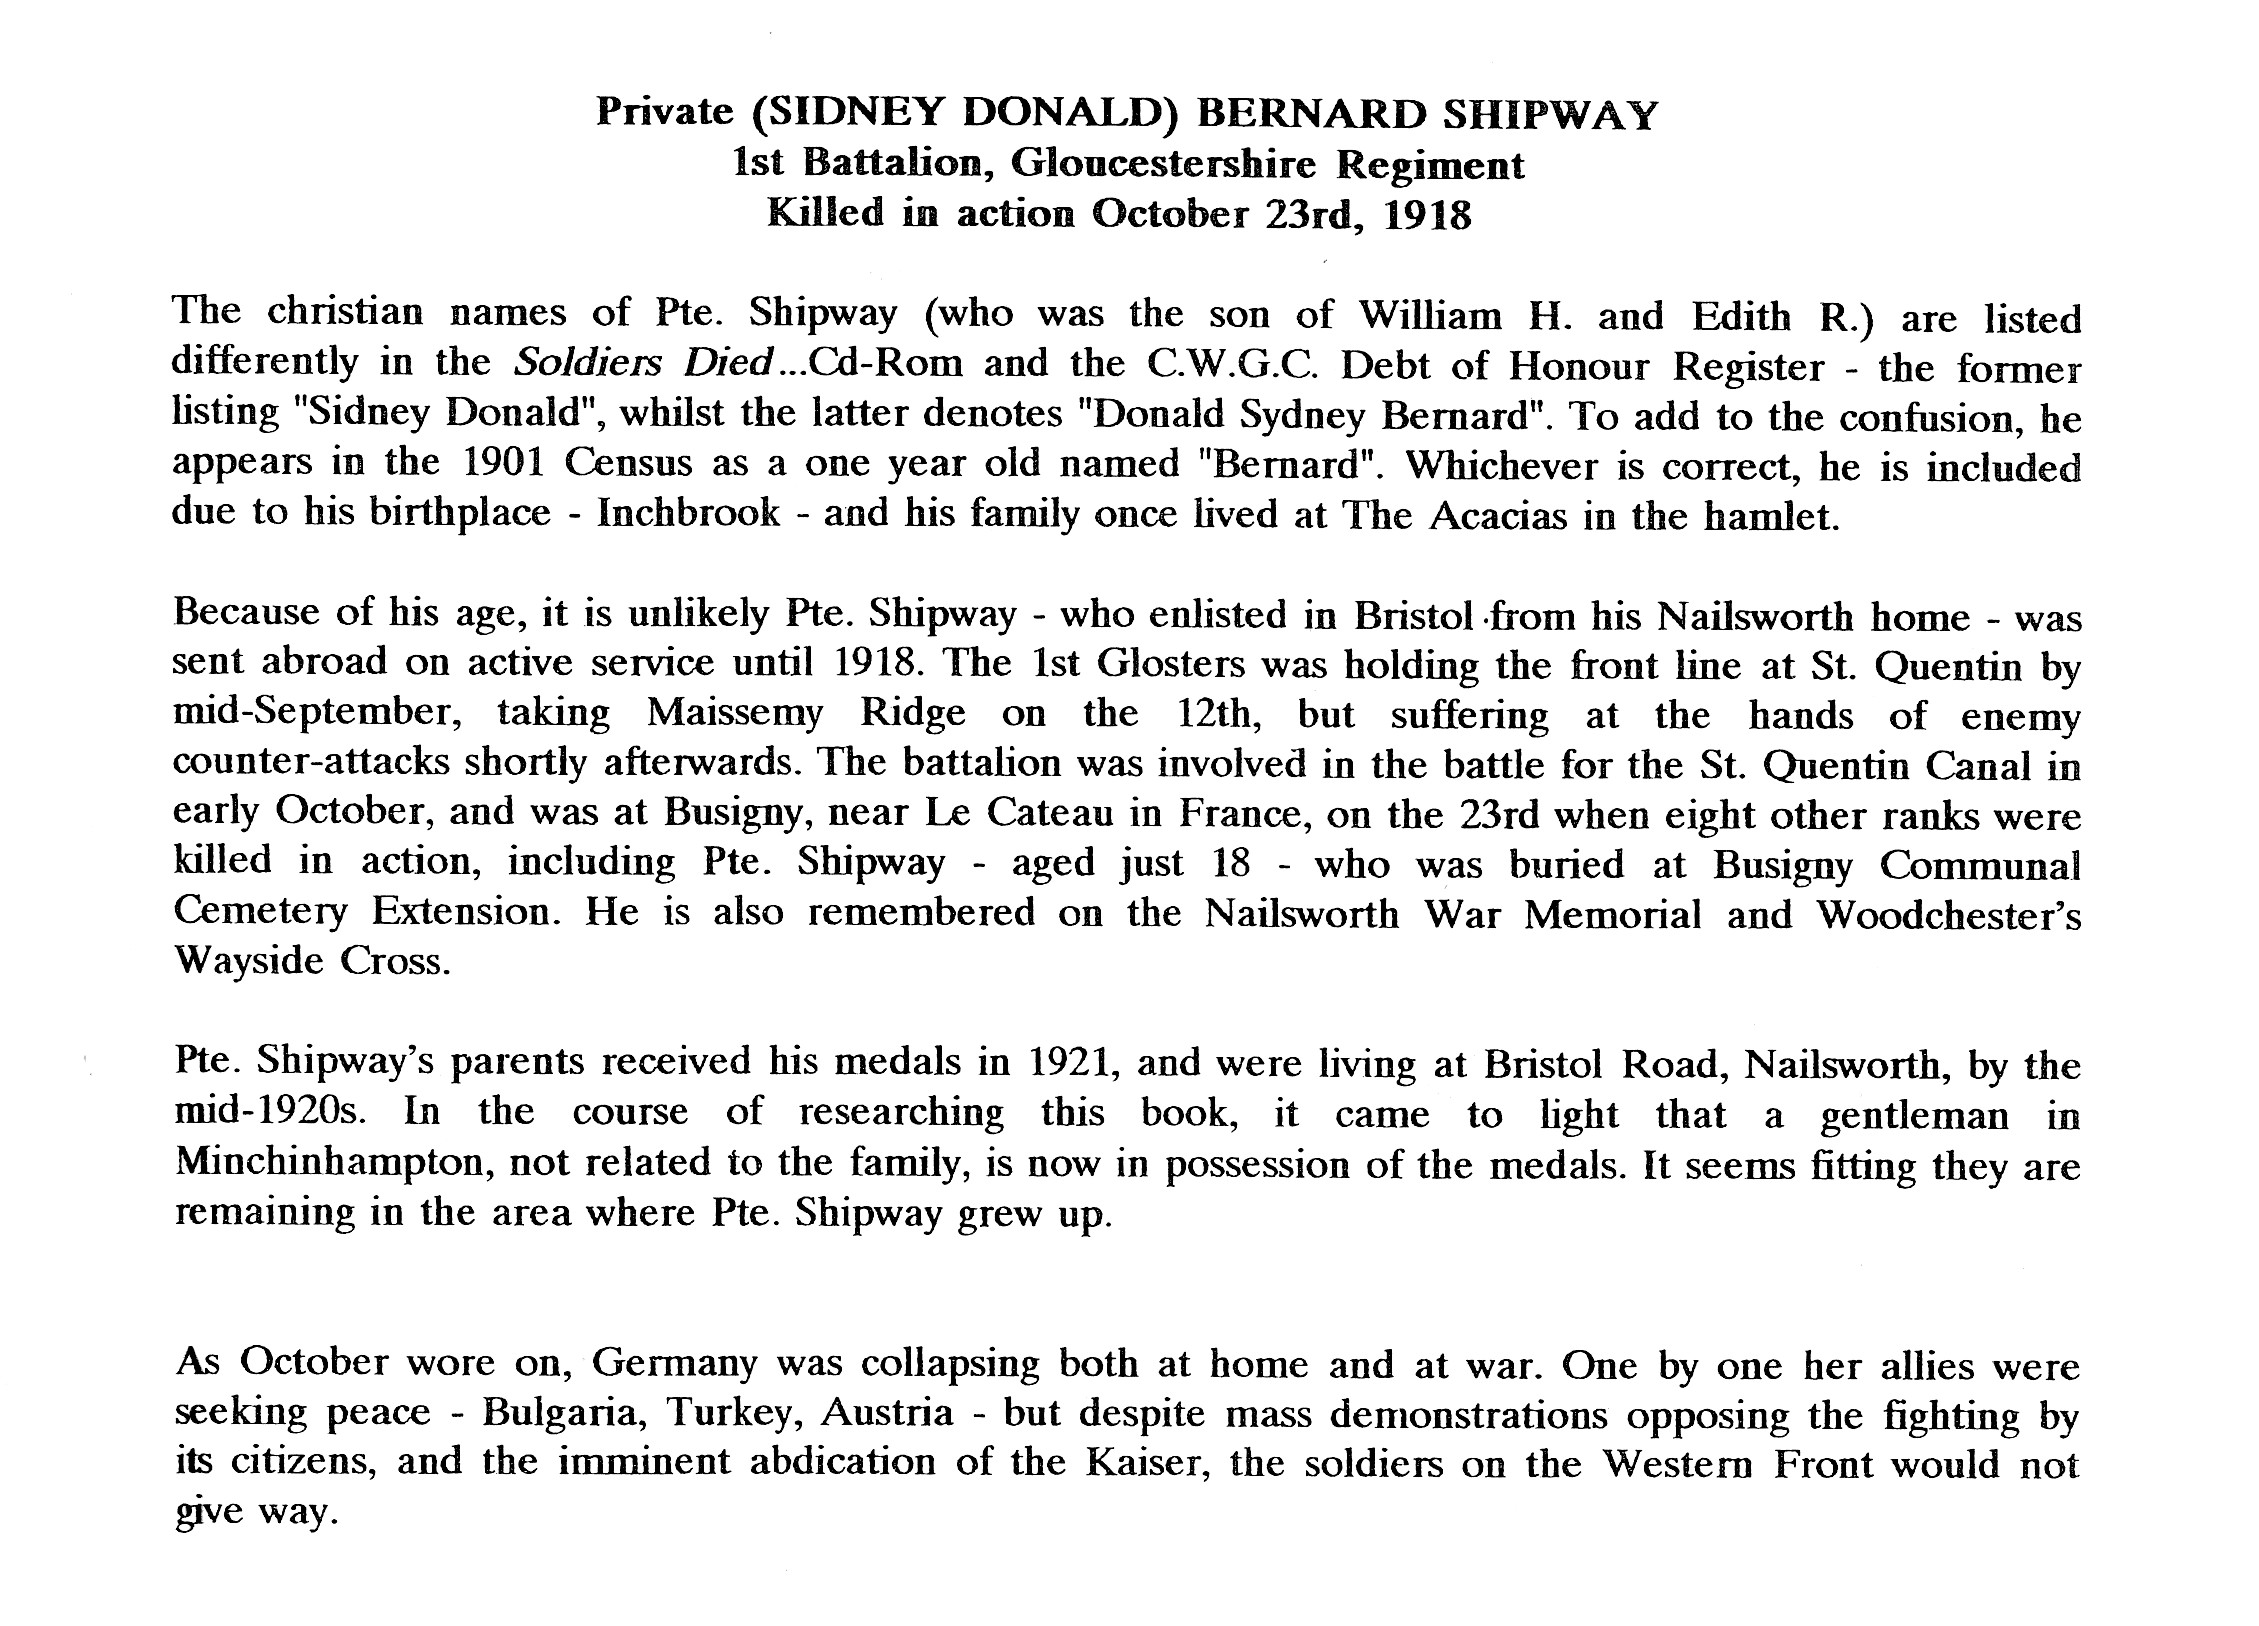 Private (SIDNEY DONALD) BERNARD SHIPWAY
1st Battalion, Gloucestershire Regiment
Killed in action October 23rd, 1918
The christian names of Pte. Shipway (who was the son of William H. and Edith R.) are listed
differently in the Soldiers Died...Cd-Rom and the C.W.G.C. Debt of Honour Register - the former
listing "Sidney Donald", whilst the latter denotes "Donald Sydney Bernard". To add to the confusion, he
appears in the 1901 Census as a one year old named "Bernard". Whichever is correct, he is included
due to his birthplace - Inchbrook - and his family once lived at The Acacias in the hamlet.
Because of his age, it is unlikely Pte. Shipway - who enlisted in Bristol from his Nailsworth home - was
sent abroad on active service until 1918. The 1st Glosters was holding the front line at St. Quentin by
mid-September, taking Maissemy Ridge on the 12th, but suffering at the hands of enemy
counter-attacks shortly afterwards. The battalion was involved in the battle for the St. Quentin Canal in
early October, and was at Busigny, near Le Cateau in France, on the 23rd when eight other ranks were
killed in action, including Pte. Shipway - aged just 18 - who was buried at Busigny Communal
Cemetery Extension. He is also remembered on the Nailsworth War Memorial and Woodchester's
Wayside Cross.
Pte. Shipway's parents received his medals in 1921, and were living at Bristol Road, Nailsworth, by the
mid-1920s. In the course of researching this book, it came to light that a gentleman in
Minchinhampton, not related to the family, is now in possession of the medals. It seems fitting they are
remaining in the area where Pte. Shipway grew up.
As October wore on, Germany was collapsing both at home and at war. One by one her allies were
seeking peace - Bulgaria, Turkey, Austria - but despite mass demonstrations opposing the fighting by
its citizens, and the imminent abdication of the Kaiser, the soldiers on the Western Front would not
give way.